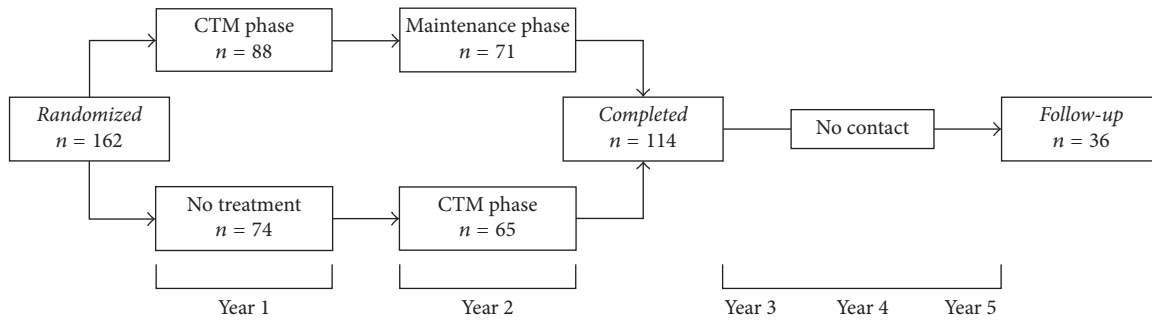 CTM phase
n = 88
Maintenance phase
n = 71
Randomized
n = 162
Completed
n = 114
No contact
Follow-up
n = 36
No treatment
n = 74
CTM phase
n = 65
Year 1
Year 2
Year 3
Year 4
Year 5